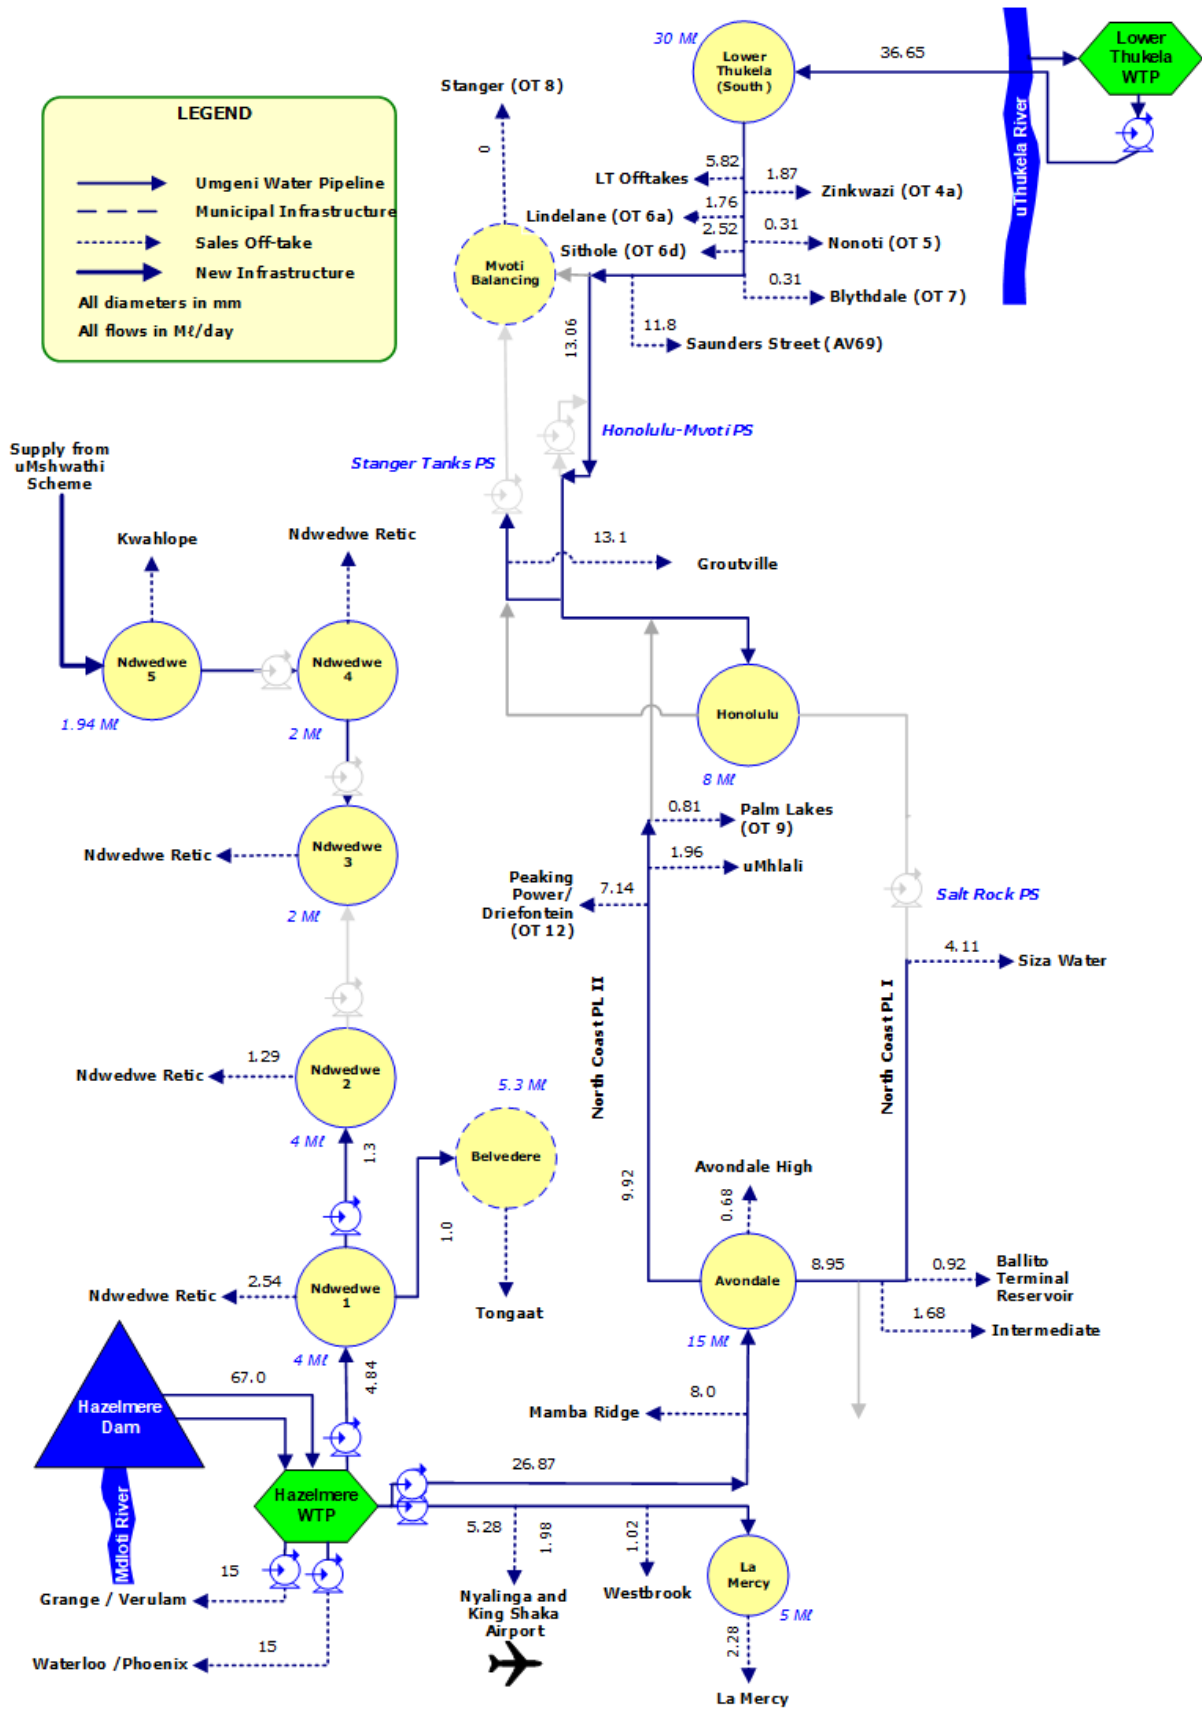 30 Mℓ
Lower
Thukela
(South)
36.65
Lower
Thukela
WTP
uThukela River
Stanger (OT 8)
0
LEGEND
Umgeni Water Pipeline
Municipal Infrastructure
Sales Off-take
New Infrastructure
All diameters in mm
All flows in Mℓ/day
5.82
LT Offtakes
1.87
Zinkwazi (OT 4a)
1.76
Lindelane (OT 6a)
2.52
Sithole (OT 6d)
0.31
Nonoti (OT 5)
Mvoti
Balancing
0.31
Blythdale (OT 7)
11.8
Saunders Street (AV69)
13.06
Honolulu-Mvoti PS
Stanger Tanks PS
Supply from
uMshwathi
Scheme
Kwahlope
Ndwedwe Retic
13.1
Groutville
Ndwedwe
5
1.94 Mℓ
Ndwedwe
4
2 Mℓ
Honolulu
8 Mℓ
Ndwedwe Retic
Ndwedwe
3
2 Mℓ
0.81
Palm Lakes
(OT 9)
1.96
uMhlali
Peaking
Power/
Driefontein
(OT 12)
7.14
Salt Rock PS
4.11
Siza Water
North Coast PL II
North Coast PL I
Ndwedwe Retic
1.29
Ndwedwe
2
4 Mℓ
1.3
5.3 Mℓ
Belvedere
1.0
Tongaat
9.92
Avondale High
0.68
Avondale
15 Mℓ
8.95
0.92
Ballito
Terminal
Reservoir
1.68
Intermediate
Ndwedwe Retic
2.54
Ndwedwe
1
4 Mℓ
4.84
67.0
Hazelmere
Dam
Mdloti River
Hazelmere
WTP
8.0
Mamba Ridge
26.87
5.28
1.98
1.02
Nyalinga and
King Shaka
Airport
Westbrook
La
Mercy
5 Mℓ
2.28
La Mercy
15
Grange / Verulam
15
Waterloo /Phoenix